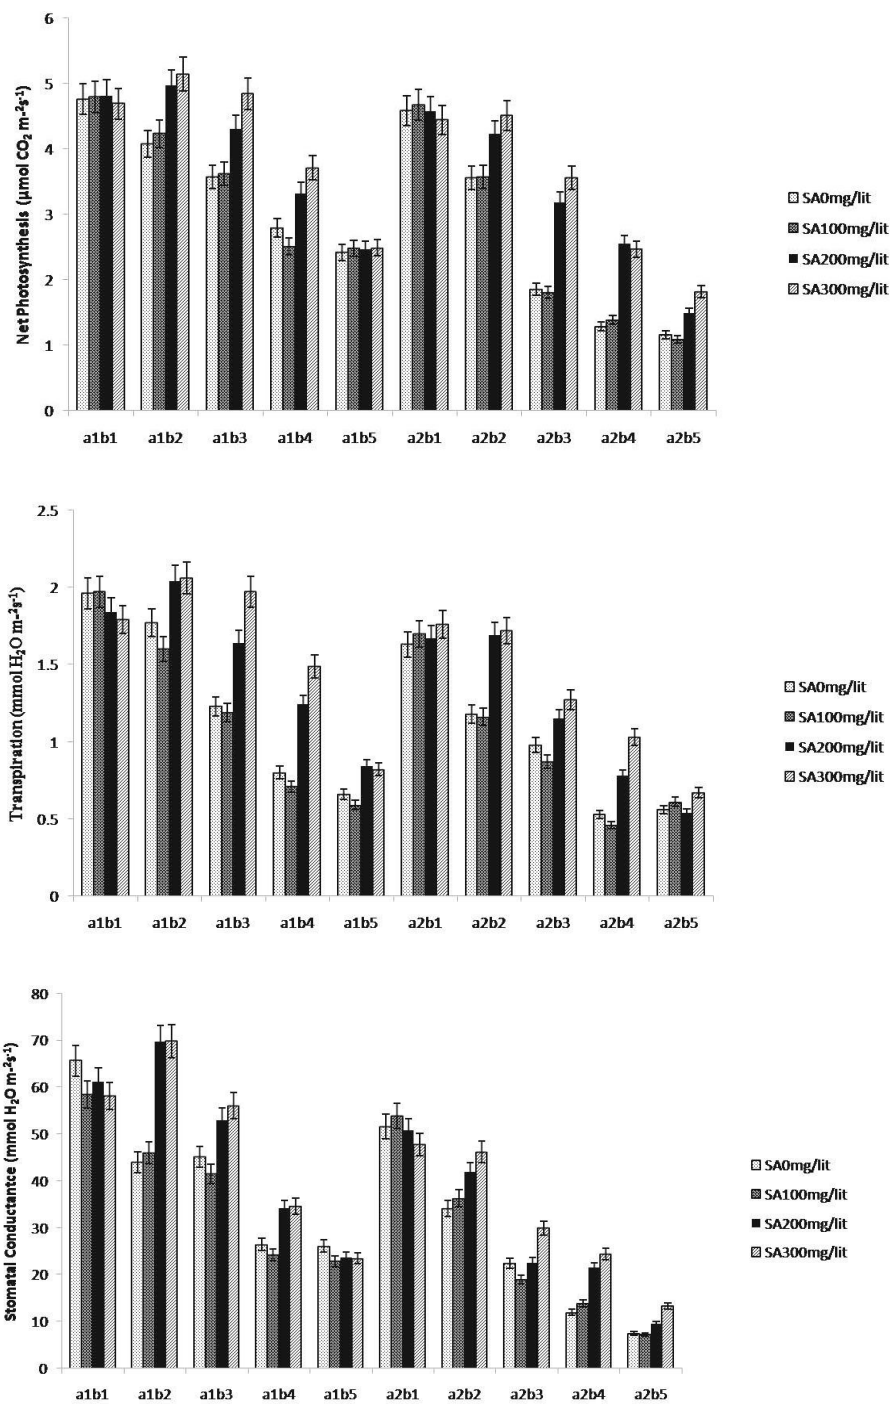 6
5
4
3
2
1
0
Net Photosynthesis (µmol CO₂ m-²s-¹)
a1b1 a1b2 a1b3 a1b4 a1b5 a2b1 a2b2 a2b3 a2b4 a2b5
SA0mg/lit
SA100mg/lit
SA200mg/lit
SA300mg/lit
2.5
2
1.5
1
0.5
0
Transpiration (mmol H₂O m-²s-¹)
a1b1 a1b2 a1b3 a1b4 a1b5 a2b1 a2b2 a2b3 a2b4 a2b5
SA0mg/lit
SA100mg/lit
SA200mg/lit
SA300mg/lit
80
70
60
50
40
30
20
10
0
Stomatal Conductantce (mmol H₂O m-²s-¹)
a1b1 a1b2 a1b3 a1b4 a1b5 a2b1 a2b2 a2b3 a2b4 a2b5
SA0mg/lit
SA100mg/lit
SA200mg/lit
SA300mg/lit